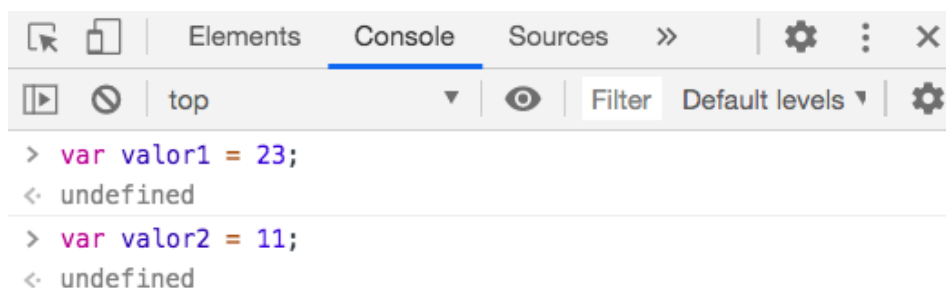 Elements Console Sources »
top Filter Default levels
> var valor1 = 23;
undefined
> var valor2 = 11;
undefined